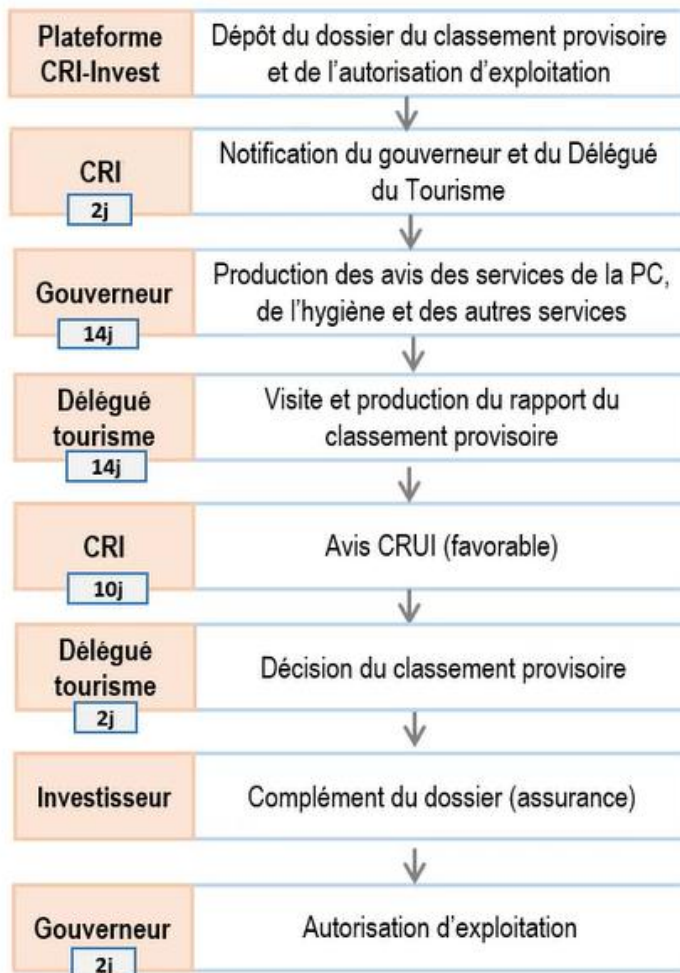 Plateforme
CRI-Invest
Dépôt du dossier du classement provisoire
et de l'autorisation d'exploitation
CRI
2j
Notification du gouverneur et du Délégué
du Tourisme
Gouverneur
14j
Production des avis des services de la PC,
de l'hygiène et des autres services
Délégué
tourisme
14j
Visite et production du rapport du
classement provisoire
CRI
10j
Avis CRUI (favorable)
Délégué
tourisme
2j
Décision du classement provisoire
Investisseur
Complément du dossier (assurance)
Gouverneur
2j
Autorisation d'exploitation